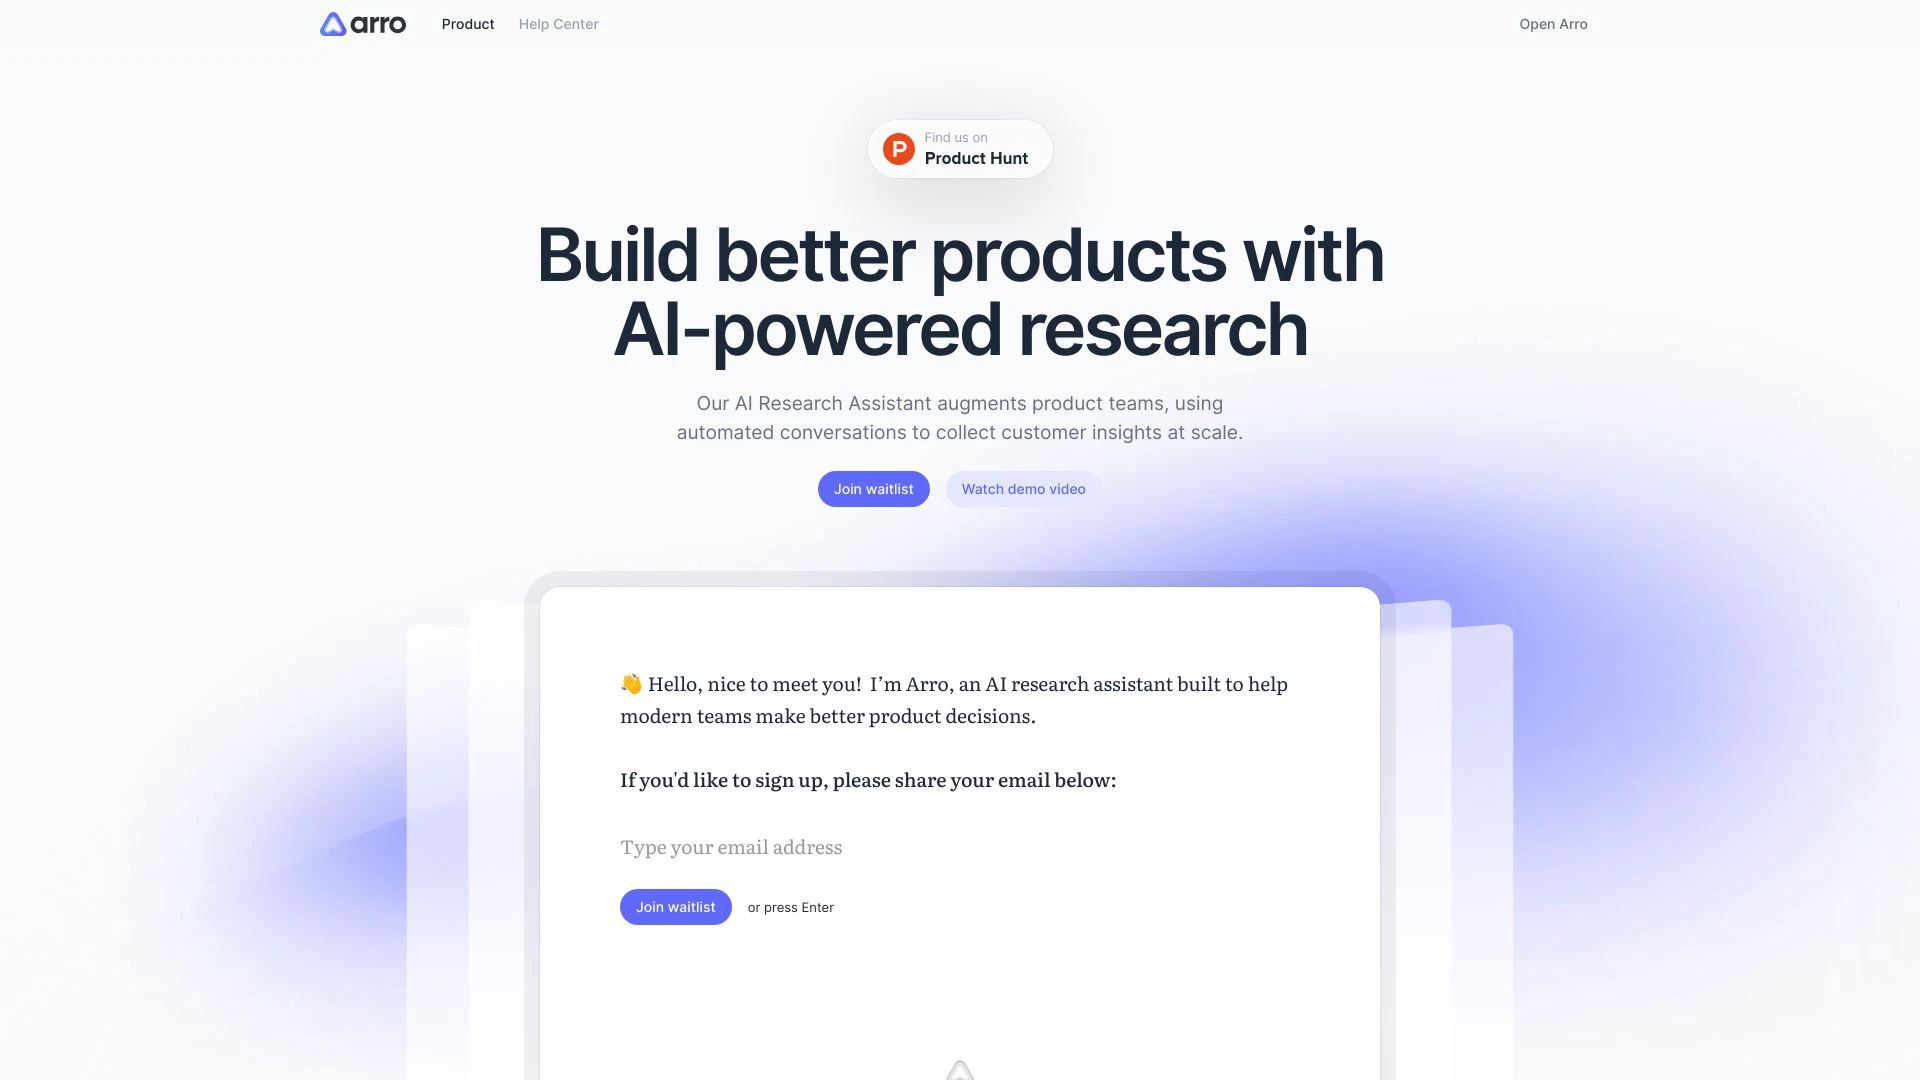 arro
Product
Help Center
Open Arro
Find us on
Product Hunt
Build better products with
AI-powered research
Our AI Research Assistant augments product teams, using
automated conversations to collect customer insights at scale.
Join waitlist
Watch demo video
👋 Hello, nice to meet you! I’m Arro, an AI research assistant built to help
modern teams make better product decisions.
If you'd like to sign up, please share your email below:
Type your email address
Join waitlist
or press Enter